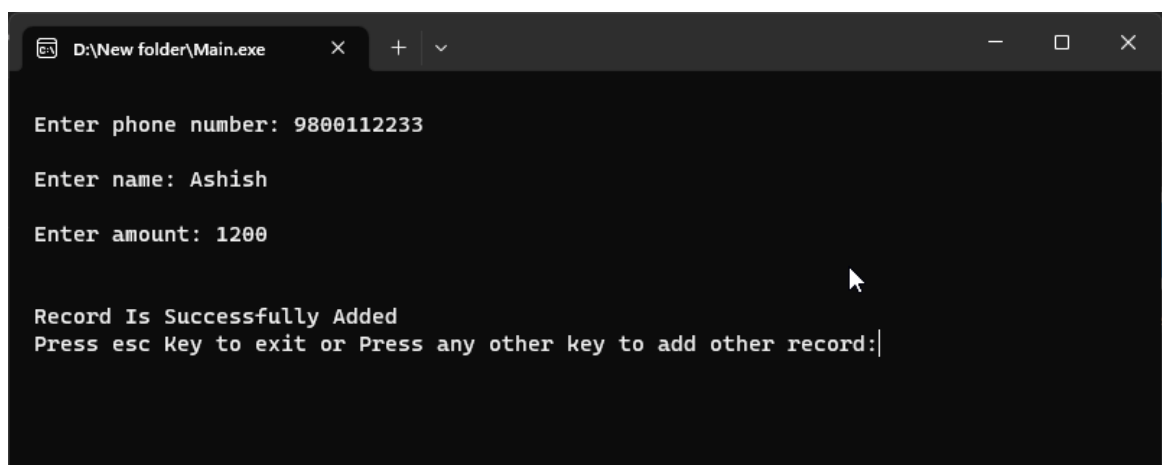 D:\New folder\Main.exe
Enter phone number: 9800112233
Enter name: Ashish
Enter amount: 1200
Record Is Successfully Added
Press esc Key to exit or Press any other key to add other record: